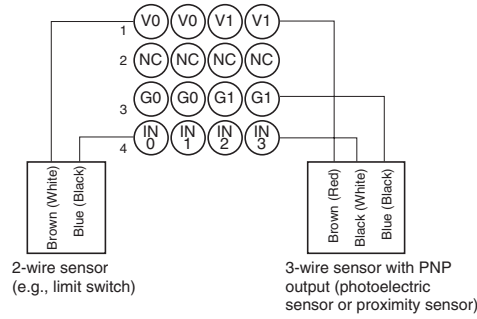 1 V0 V0 V1 V1
2 NC NC NC NC
3 G0 G0 G1 G1
4 IN 0 IN 1 IN 2 IN 3
Brown (White)
Blue (Black)
Brown (Red)
Black (White)
Blue (Black)
2-wire sensor
(e.g., limit switch)
3-wire sensor with PNP
output (photoelectric
sensor or proximity sensor)